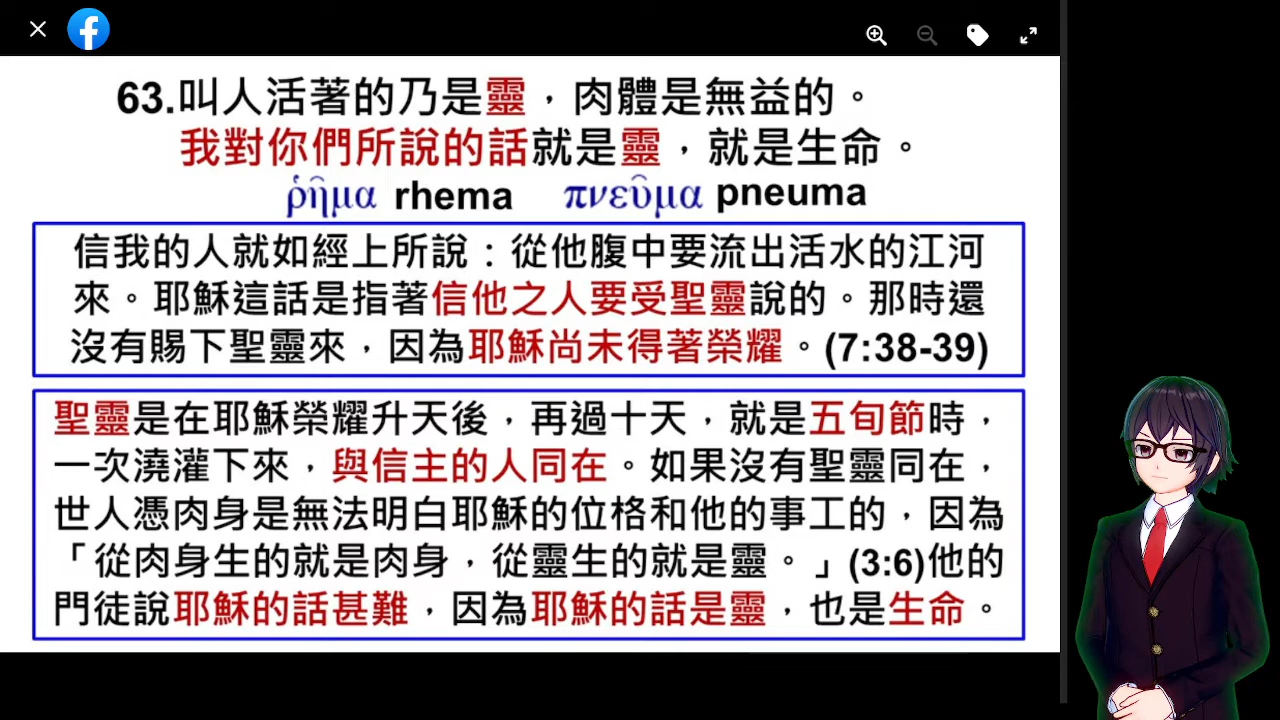 63.叫人活著的乃是靈，肉體是無益的。
我對你們所說的話就是靈，就是生命。
ῥῆμα rhema πνεῦμα pneuma
信我的人就如經上所說：從他腹中要流出活水的江河
來。耶穌這話是指著信他之人要受聖靈說的。那時還
沒有賜下聖靈來，因為耶穌尚未得著榮耀。(7:38-39)
聖靈是在耶穌榮耀升天後，再過十天，就是五旬節時，
一次澆灌下來，與信主的人同在。如果沒有聖靈同在，
世人憑肉身是無法明白耶穌的位格和他的事工的，因為
「從肉身生的就是肉身，從靈生的就是靈。」(3:6)他的
門徒說耶穌的話甚難，因為耶穌的話是靈，也是生命。